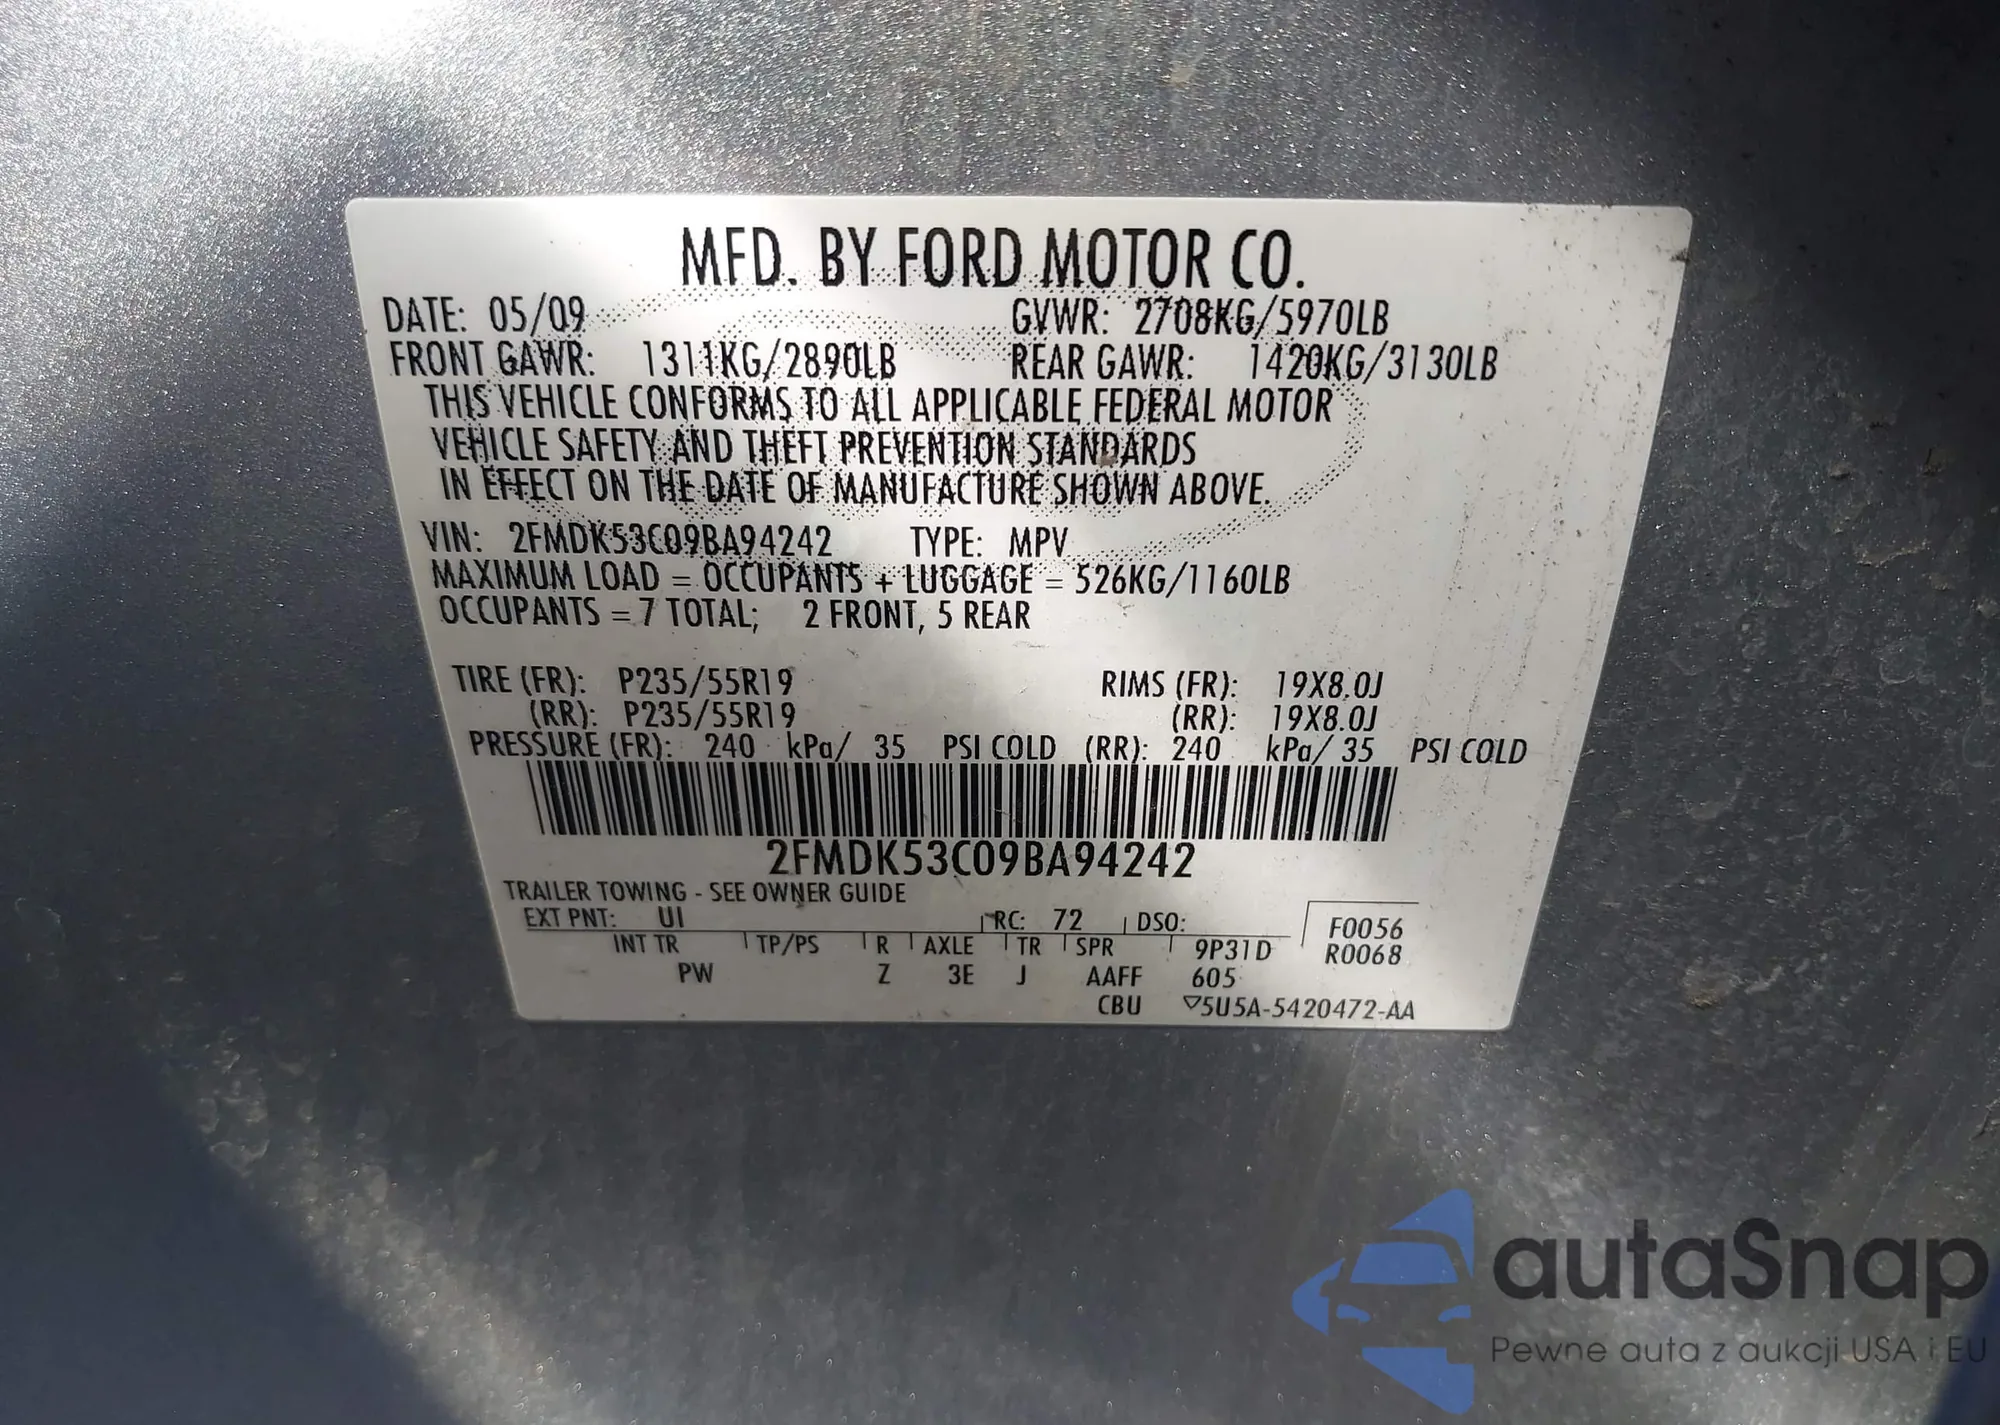 MFD. BY FORD MOTOR CO.
DATE: 05/09 GVWR: 2708KG/5970LB
FRONT GAWR: 1311KG/2890LB REAR GAWR: 1420KG/3130LB
THIS VEHICLE CONFORMS TO ALL APPLICABLE FEDERAL MOTOR
VEHICLE SAFETY AND THEFT PREVENTION STANDARDS
IN EFFECT ON THE DATE OF MANUFACTURE SHOWN ABOVE.
VIN: 2FMDK53C09BA94242 TYPE: MPV
MAXIMUM LOAD = OCCUPANTS + LUGGAGE = 526KG/1160LB
OCCUPANTS = 7 TOTAL; 2 FRONT, 5 REAR
TIRE (FR): P235/55R19 RIMS (FR): 19X8.0J
(RR): P235/55R19 (RR): 19X8.0J
PRESSURE (FR): 240 kPa/ 35 PSI COLD (RR): 240 kPa/ 35 PSI COLD
2FMDK53C09BA94242
TRAILER TOWING - SEE OWNER GUIDE
EXT PNT: UI RC: 72 DSO: F0056
INT TR TP/PS R AXLE TR SPR 9P31D R0068
PW Z 3E J AAFF 605
CBU ▽5U5A-5420472-AA
autaSnap
Pewne auta z aukcji USA i EU